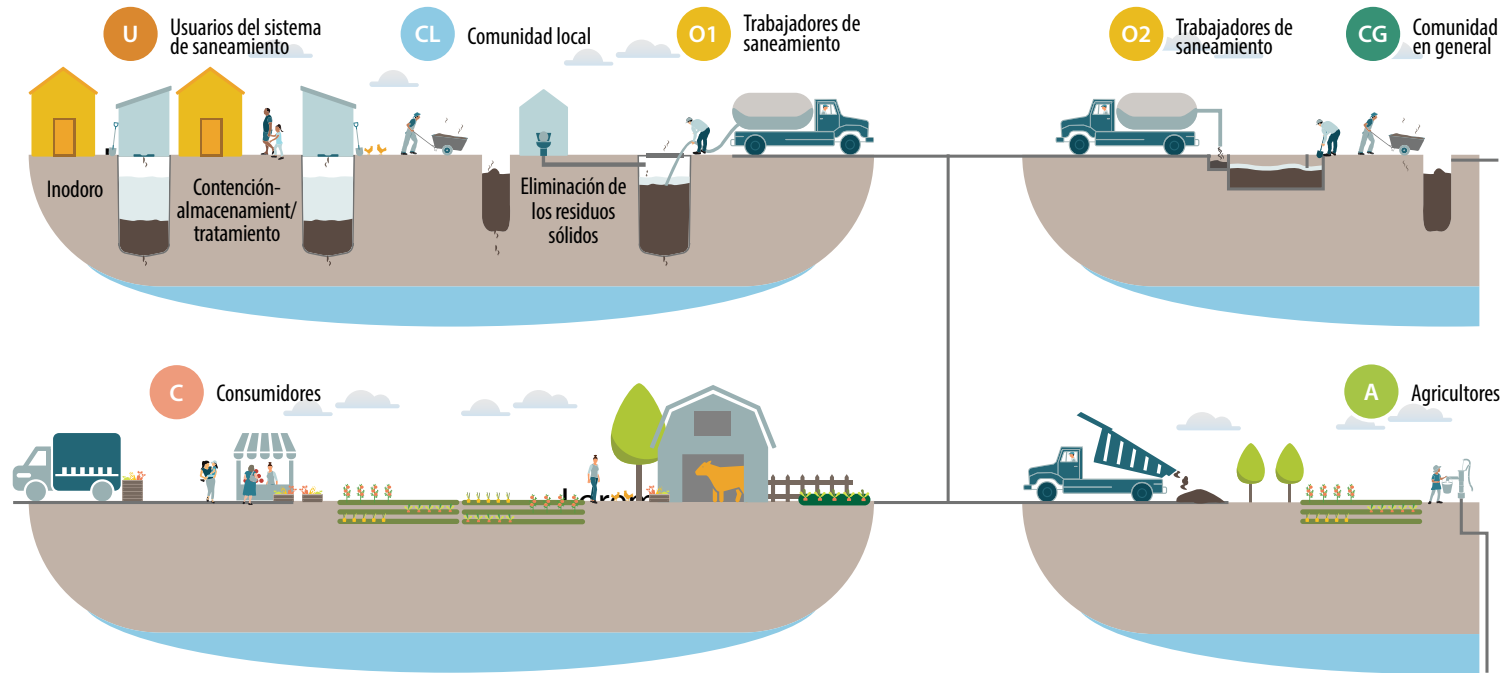 U
Usuarios del sistema
de saneamiento
CL
Comunidad local
O1
Trabajadores de
saneamiento
O2
Trabajadores de
saneamiento
CG
Comunidad
en general
Inodoro
Contención-
almacenamient/
tratamiento
Eliminación de
los residuos
sólidos
C
Consumidores
A
Agricultores